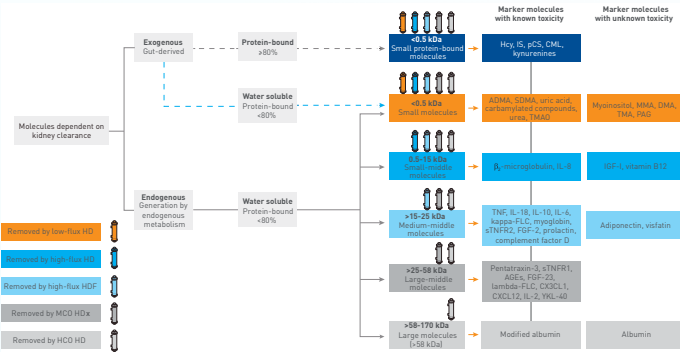 Marker molecules
with known toxicity
Marker molecules
with unknown toxicity
Exogenous
Gut-derived
Protein-bound
≥80%
<0.5 kDa
Small protein-bound
molecules
Hcy, IS, pCS, CML,
kynurenines
Water soluble
Protein-bound
<80%
<0.5 kDa
Small molecules
ADMA, SDMA, uric acid,
carbamylated compounds,
urea, TMAO
Myoinositol, MMA, DMA,
TMA, PAG
Molecules dependent on
kidney clearance
0.5-15 kDa
Small-middle
molecules
β2-microglobulin, IL-8
IGF-I, vitamin B12
Endogenous
Generation by
endogenous
metabolism
Water soluble
Protein-bound
<80%
>15-25 kDa
Medium-middle
molecules
TNF, IL-18, IL-10, IL-6,
kappa-FLC, myoglobin,
sTNFR2, FGF-2, prolactin,
complement factor D
Adiponectin, visfatin
>25-58 kDa
Large-middle
molecules
Pentatraxin-3, sTNFR1,
AGEs, FGF-23,
lambda-FLC, CX3CL1,
CXCL12, IL-2, YKL-40
>58-170 kDa
Large molecules
(>58 kDa)
Modified albumin
Albumin
Removed by low-flux HD
Removed by high-flux HD
Removed by high-flux HDF
Removed by MCO HDx
Removed by HCO HD